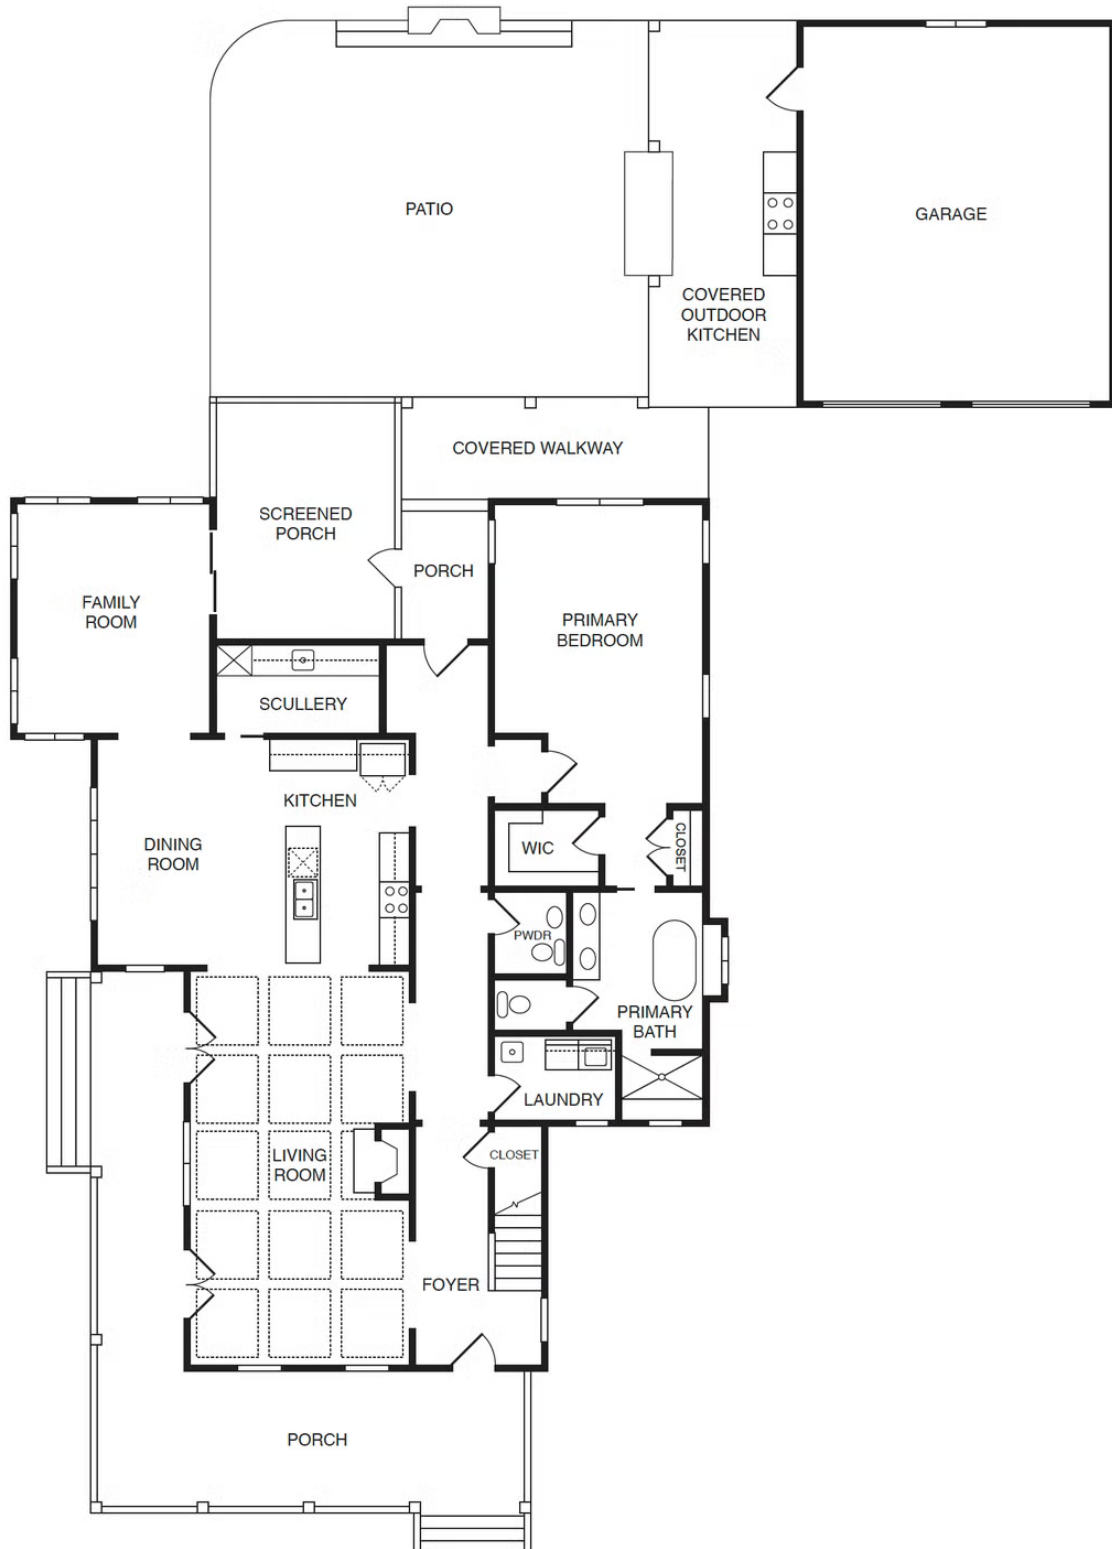 PATIO
GARAGE
COVERED
OUTDOOR
KITCHEN
COVERED WALKWAY
SCREENED
PORCH
PORCH
FAMILY
ROOM
PRIMARY
BEDROOM
SCULLERY
KITCHEN
DINING
ROOM
WIC
CLOSET
PWDR
PRIMARY
BATH
LAUNDRY
LIVING
ROOM
CLOSET
FOYER
PORCH